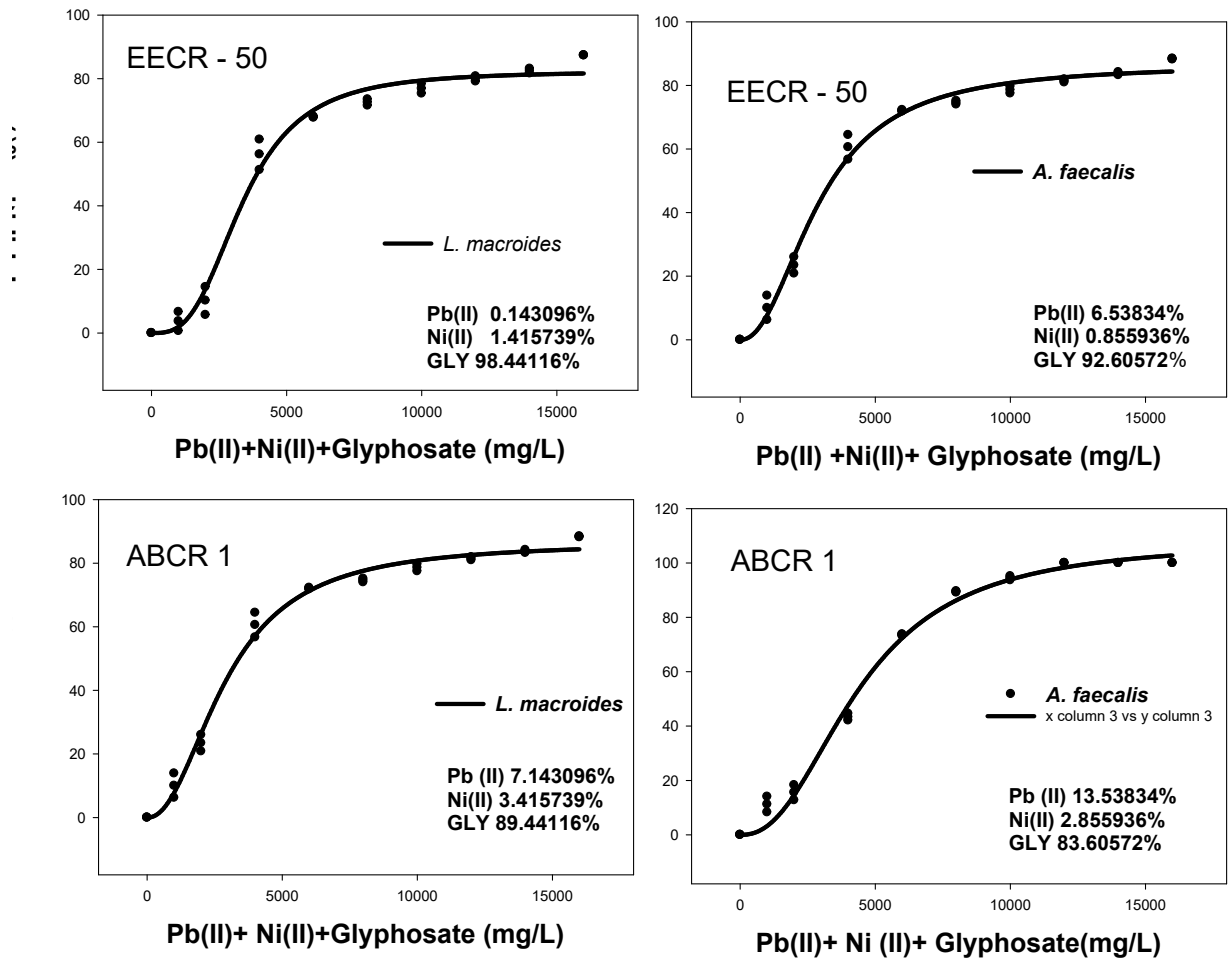 100
80
60
40
20
0
EECR - 50
L. macroides
Pb(II) 0.143096%
Ni(II) 1.415739%
GLY 98.44116%
0 5000 10000 15000
Pb(II)+Ni(II)+Glyphosate (mg/L)
100
80
60
40
20
0
EECR - 50
A. faecalis
Pb(II) 6.53834%
Ni(II) 0.855936%
GLY 92.60572%
0 5000 10000 15000
Pb(II) +Ni(II)+ Glyphosate (mg/L)
100
80
60
40
20
0
ABCR 1
L. macroides
Pb (II) 7.143096%
Ni(II) 3.415739%
GLY 89.44116%
0 5000 10000 15000
Pb(II)+ Ni(II)+Glyphosate (mg/L)
120
100
80
60
40
20
0
ABCR 1
A. faecalis
x column 3 vs y column 3
Pb (II) 13.53834%
Ni(II) 2.855936%
GLY 83.60572%
0 5000 10000 15000
Pb(II)+ Ni (II)+ Glyphosate(mg/L)